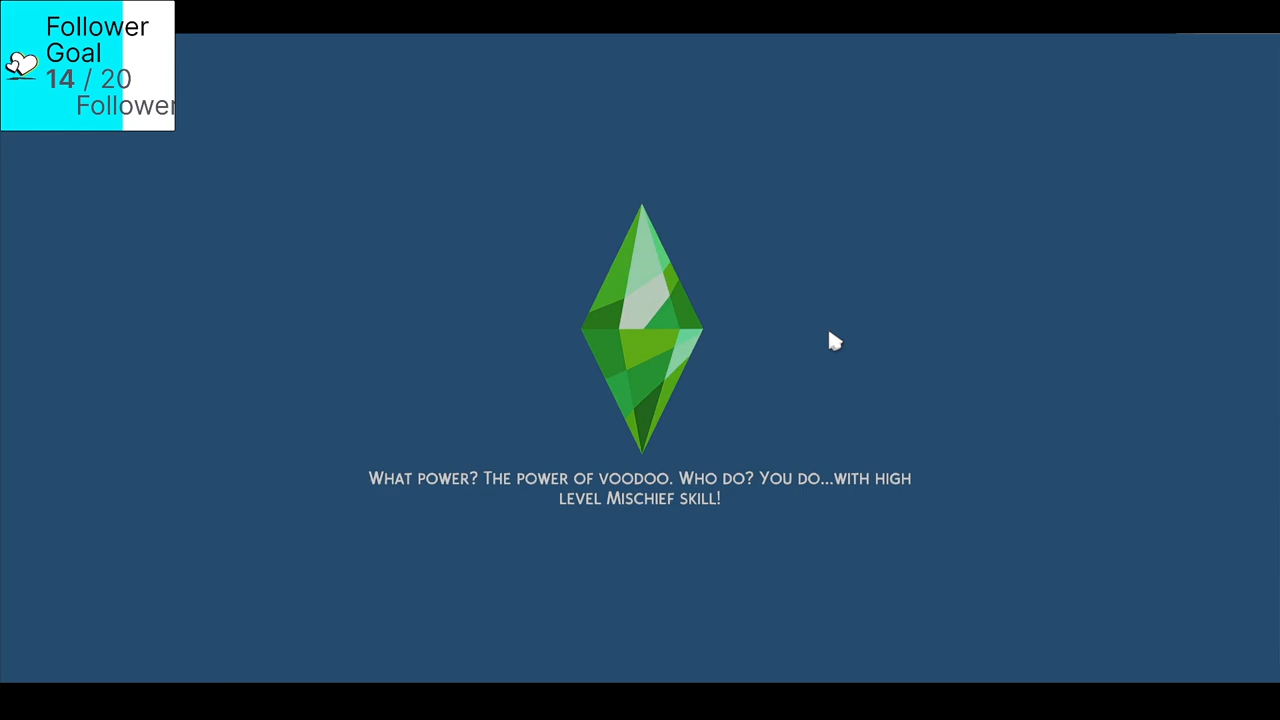 Follower
Goal
14 / 20
Follower
What power? The power of voodoo. Who do? You do...with high
level Mischief skill!